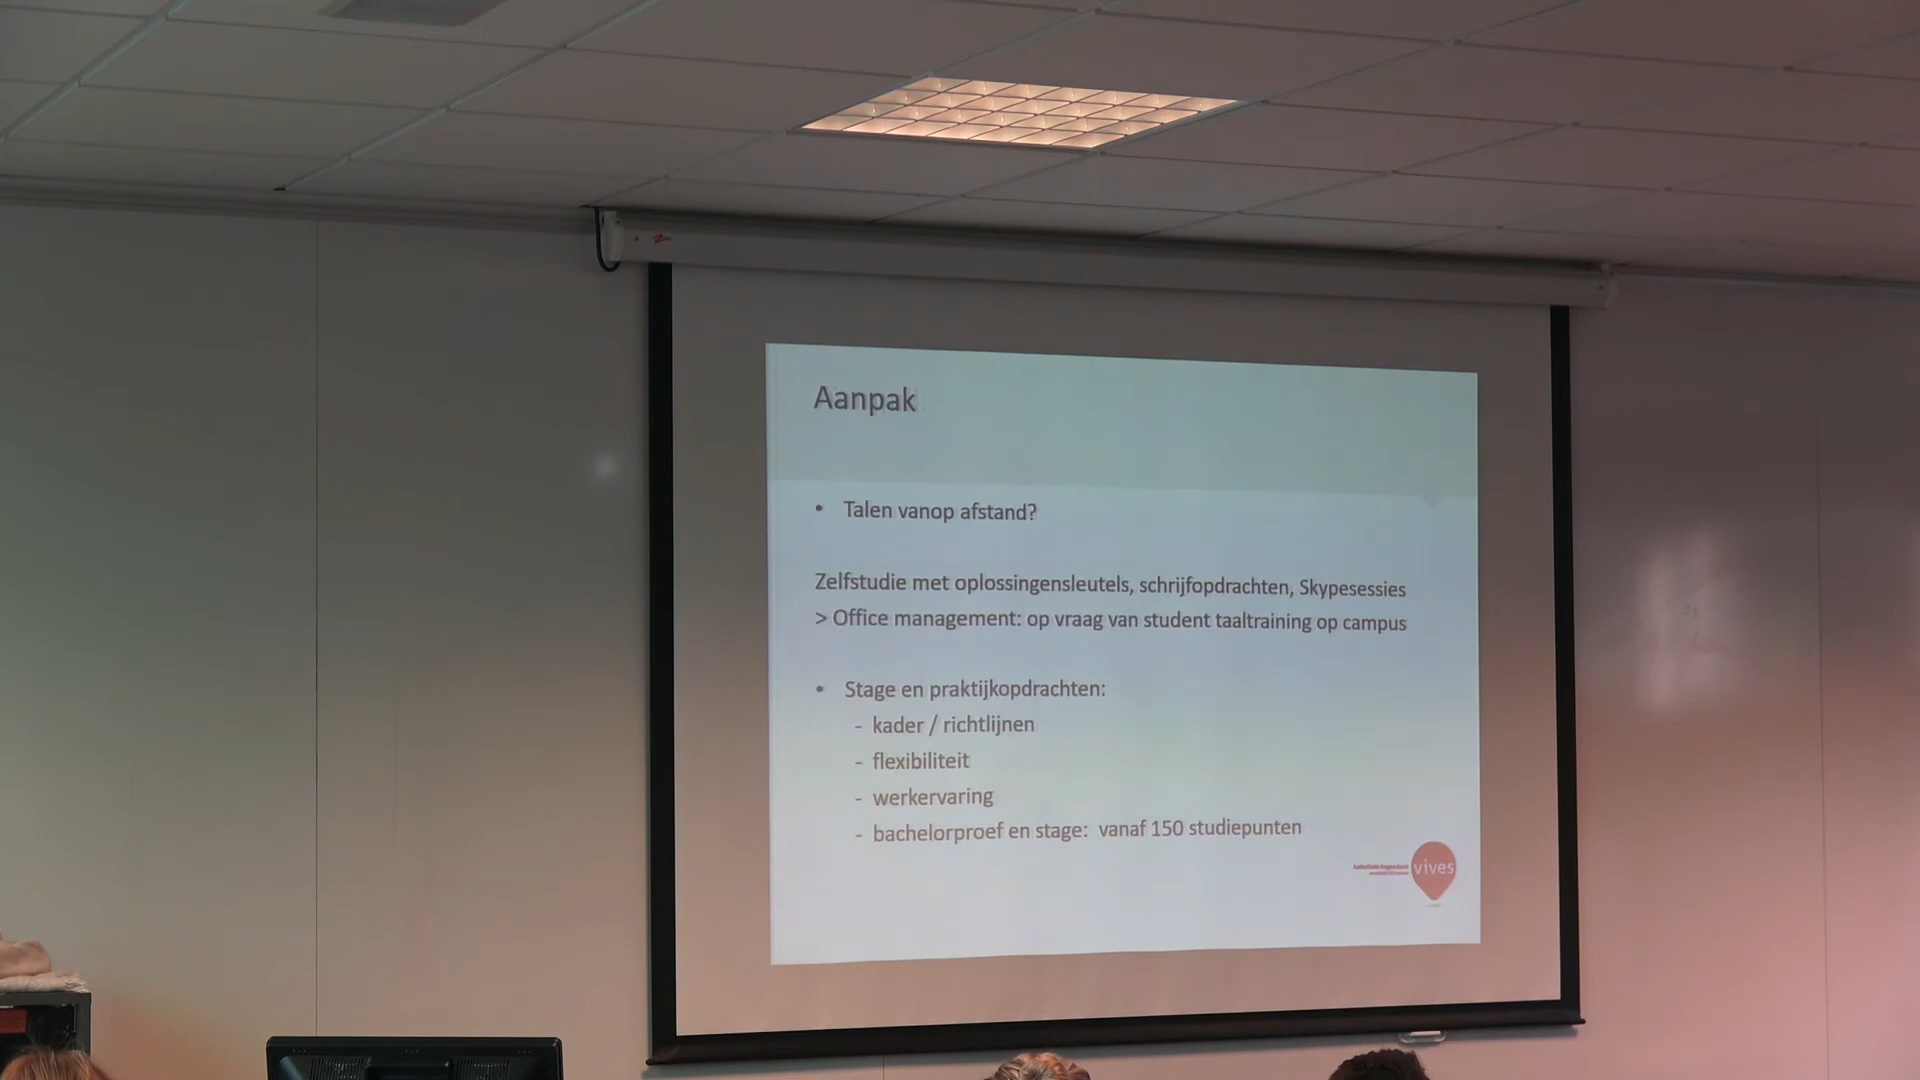 Aanpak
• Talen vanop afstand?
Zelfstudie met oplossingensleutels, schrijfopdrachten, Skypesessies
> Office management: op vraag van student taaltraining op campus
• Stage en praktijkopdrachten:
- kader / richtlijnen
- flexibiliteit
- werkervaring
- bachelorproef en stage: vanaf 150 studiepunten
vives